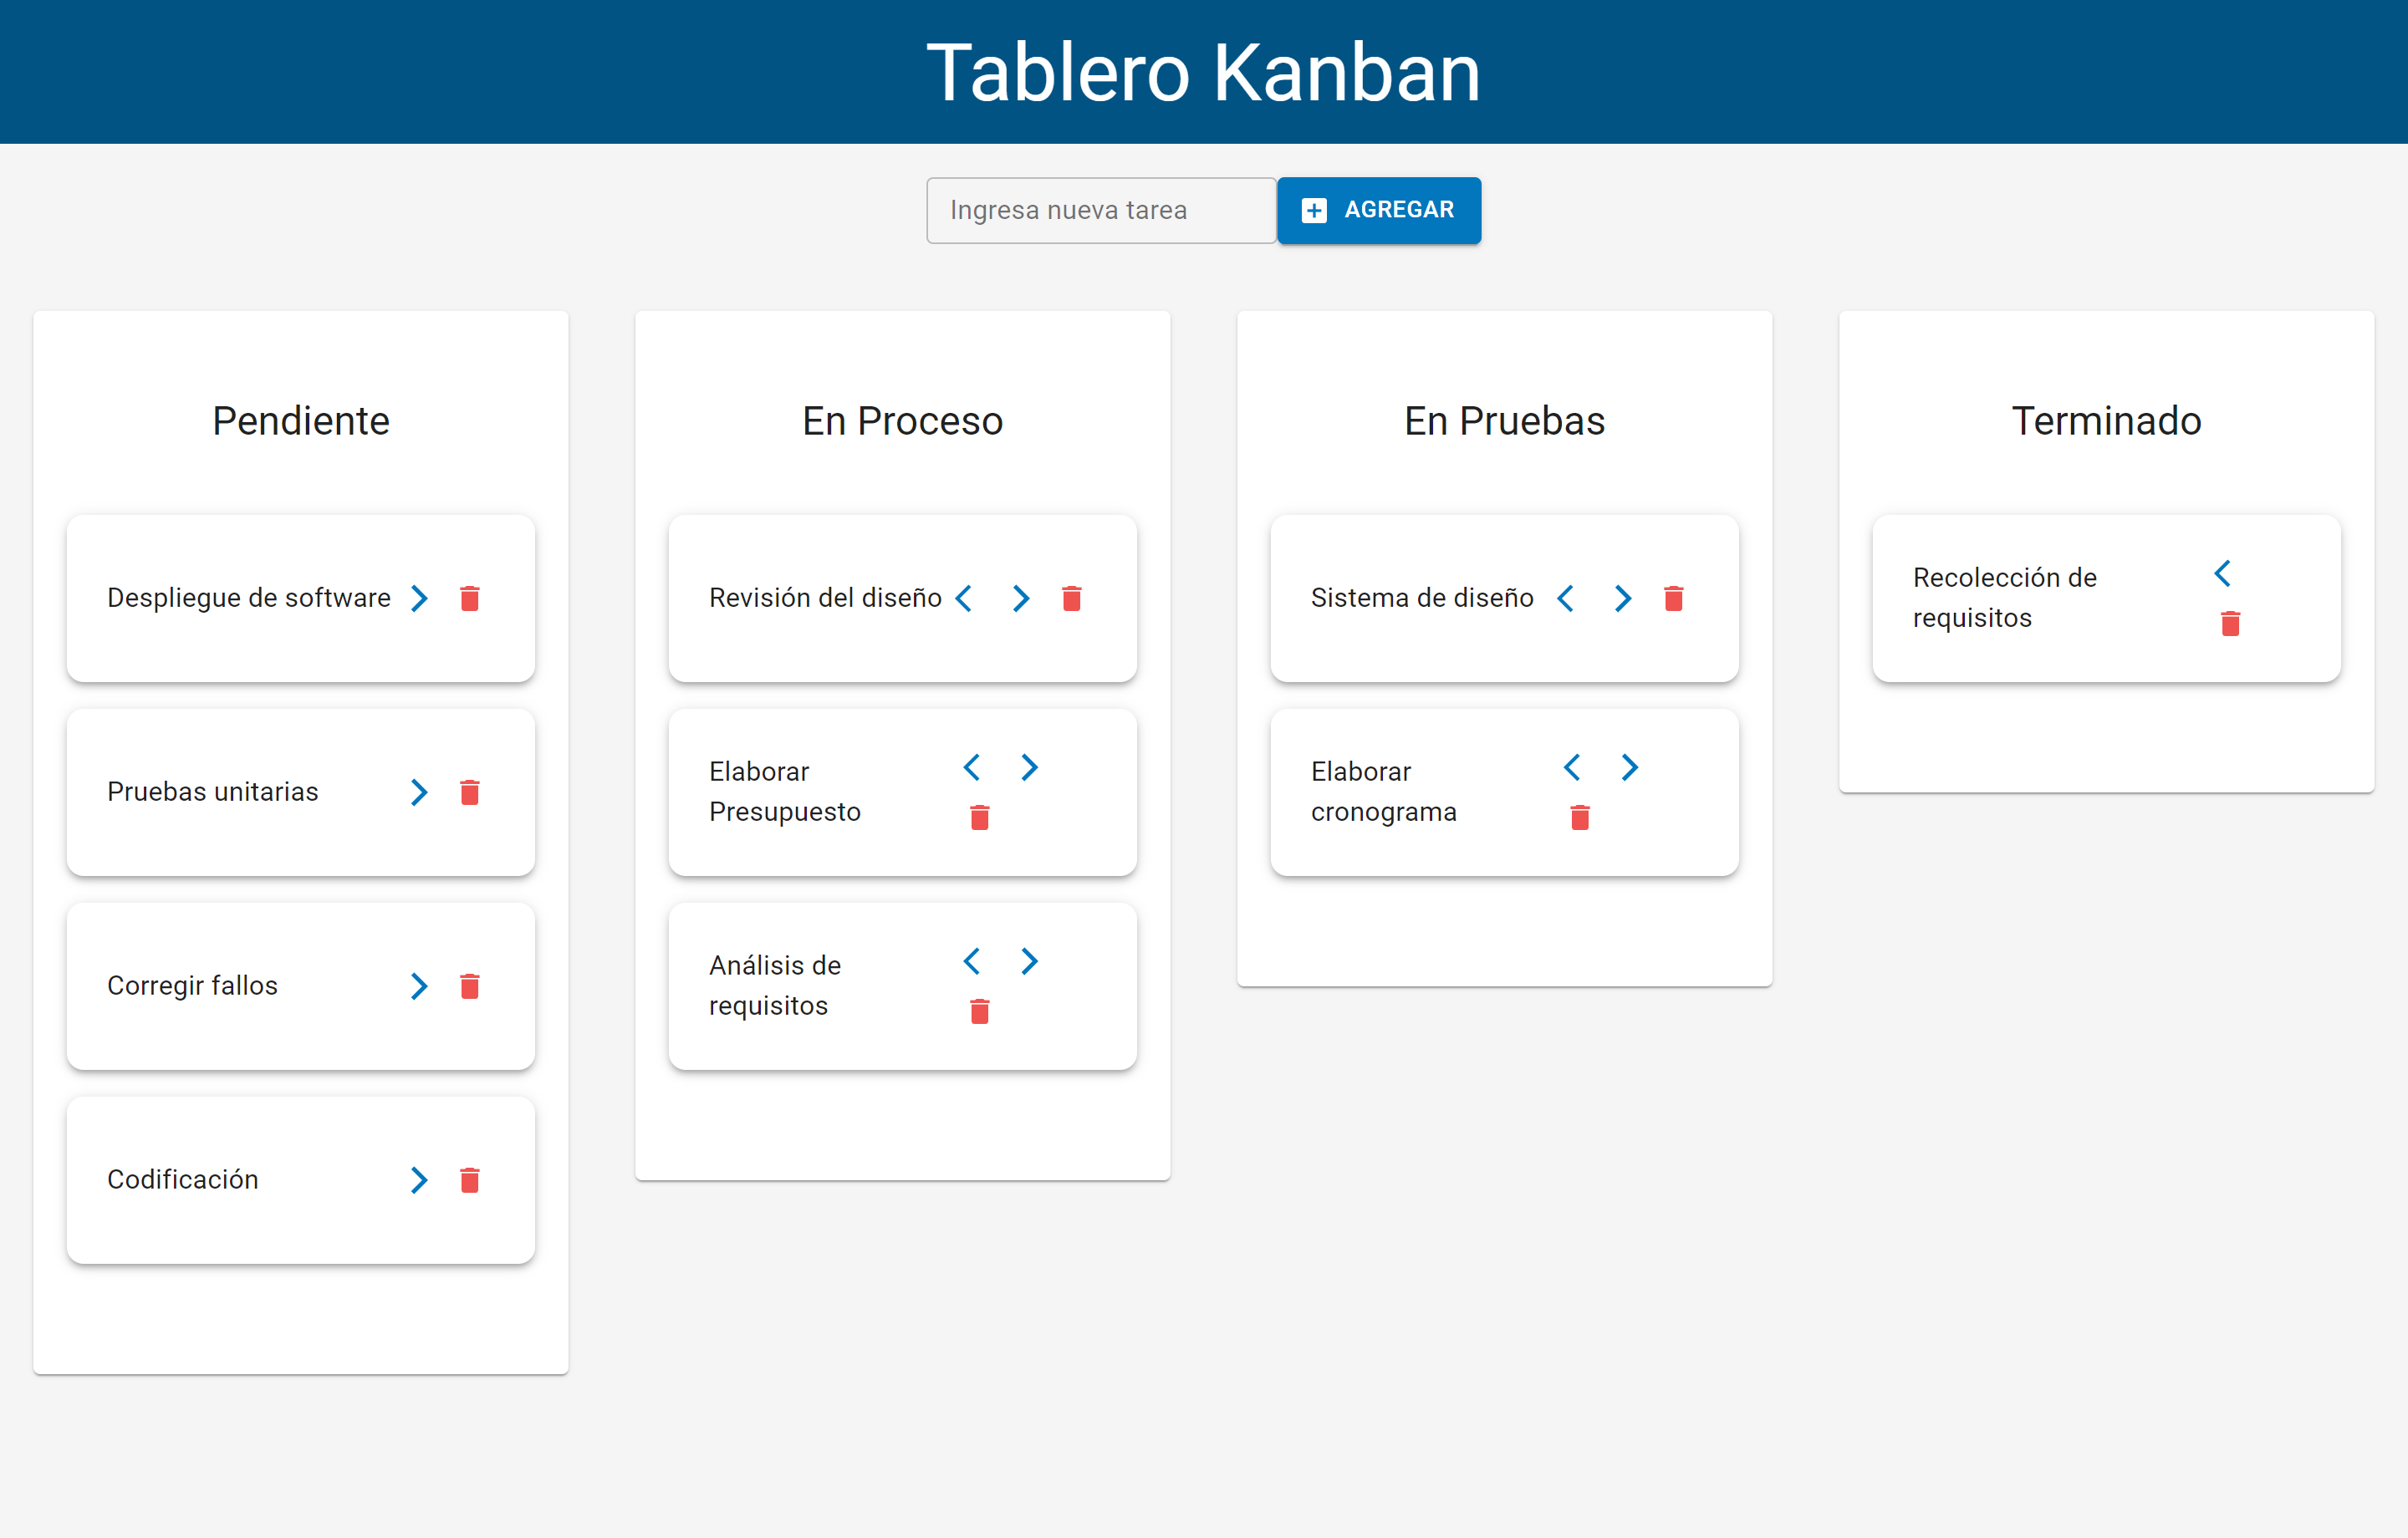 Tablero Kanban
Ingresa nueva tarea
AGREGAR
Pendiente
Despliegue de software
Pruebas unitarias
Corregir fallos
Codificación
En Proceso
Revisión del diseño
Elaborar
Presupuesto
Análisis de
requisitos
En Pruebas
Sistema de diseño
Elaborar
cronograma
Terminado
Recolección de
requisitos